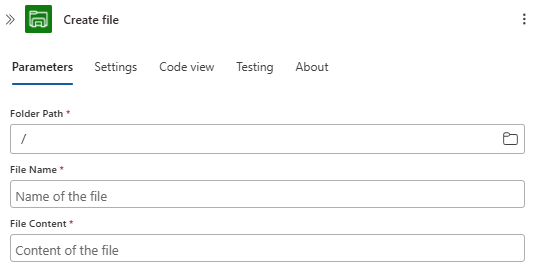 Create file
Parameters Settings Code view Testing About
Folder Path *
/
File Name *
Name of the file
File Content *
Content of the file